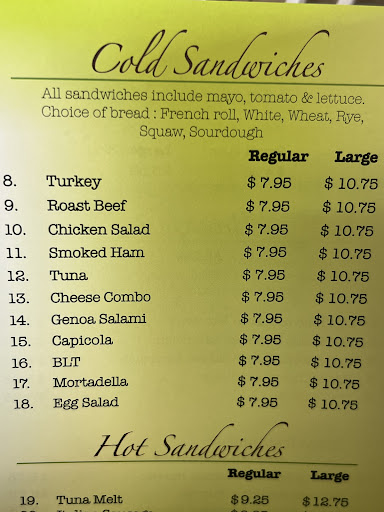 Cold Sandwiches
All sandwiches include mayo, tomato & lettuce.
Choice of bread : French roll, White, Wheat, Rye,
Squaw, Sourdough
Regular Large
8. Turkey $ 7.95 $ 10.75
9. Roast Beef $ 7.95 $ 10.75
10. Chicken Salad $ 7.95 $ 10.75
11. Smoked Ham $ 7.95 $ 10.75
12. Tuna $ 7.95 $ 10.75
13. Cheese Combo $ 7.95 $ 10.75
14. Genoa Salami $ 7.95 $ 10.75
15. Capicola $ 7.95 $ 10.75
16. BLT $ 7.95 $ 10.75
17. Mortadella $ 7.95 $ 10.75
18. Egg Salad $ 7.95 $ 10.75
Hot Sandwiches
Regular Large
19. Tuna Melt $ 9.25 $ 12.75